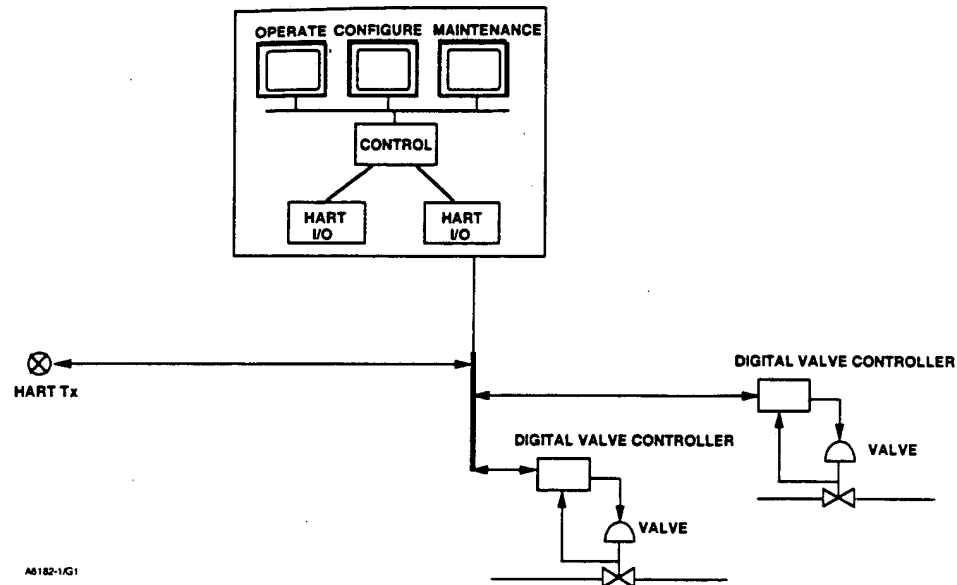 OPERATE CONFIGURE MAINTENANCE
CONTROL
HART
I/O
HART
I/O
HART Tx
DIGITAL VALVE CONTROLLER
VALVE
DIGITAL VALVE CONTROLLER
VALVE
A6182-1/G1